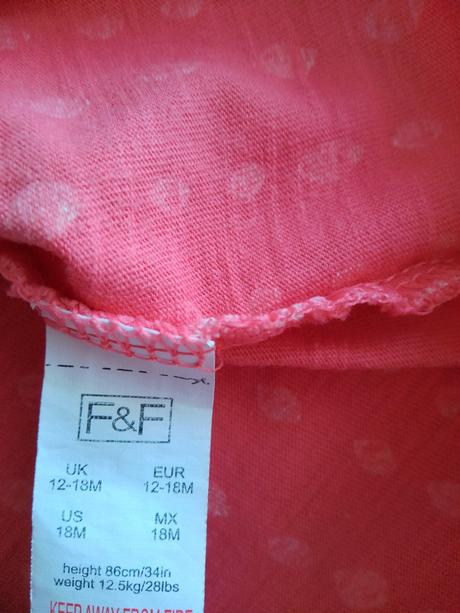 F&F
UK EUR
12-18M 12-18M
US MX
18M 18M
height 86cm/34in
weight 12.5kg/28lbs
KEEP AWAY FROM FIRE